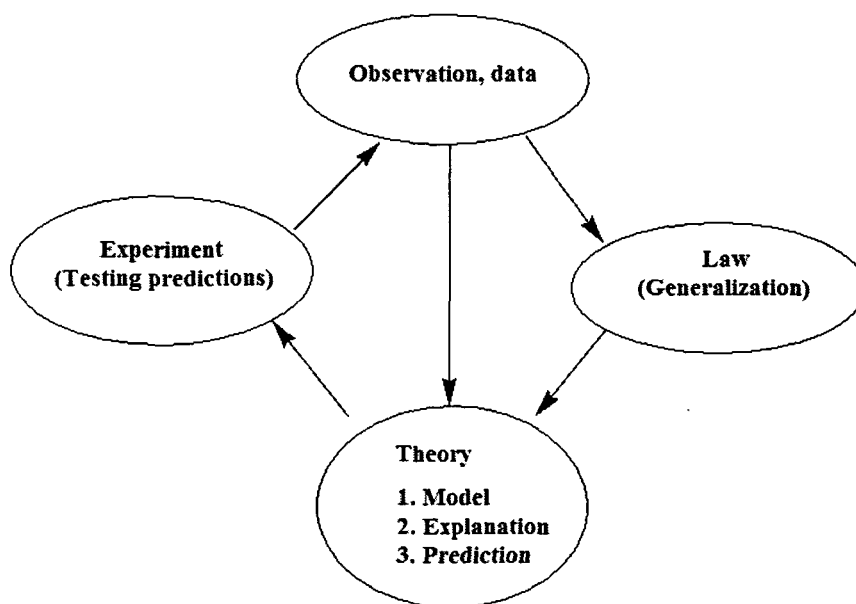 Observation, data
Experiment
(Testing predictions)
Law
(Generalization)
Theory
1. Model
2. Explanation
3. Prediction